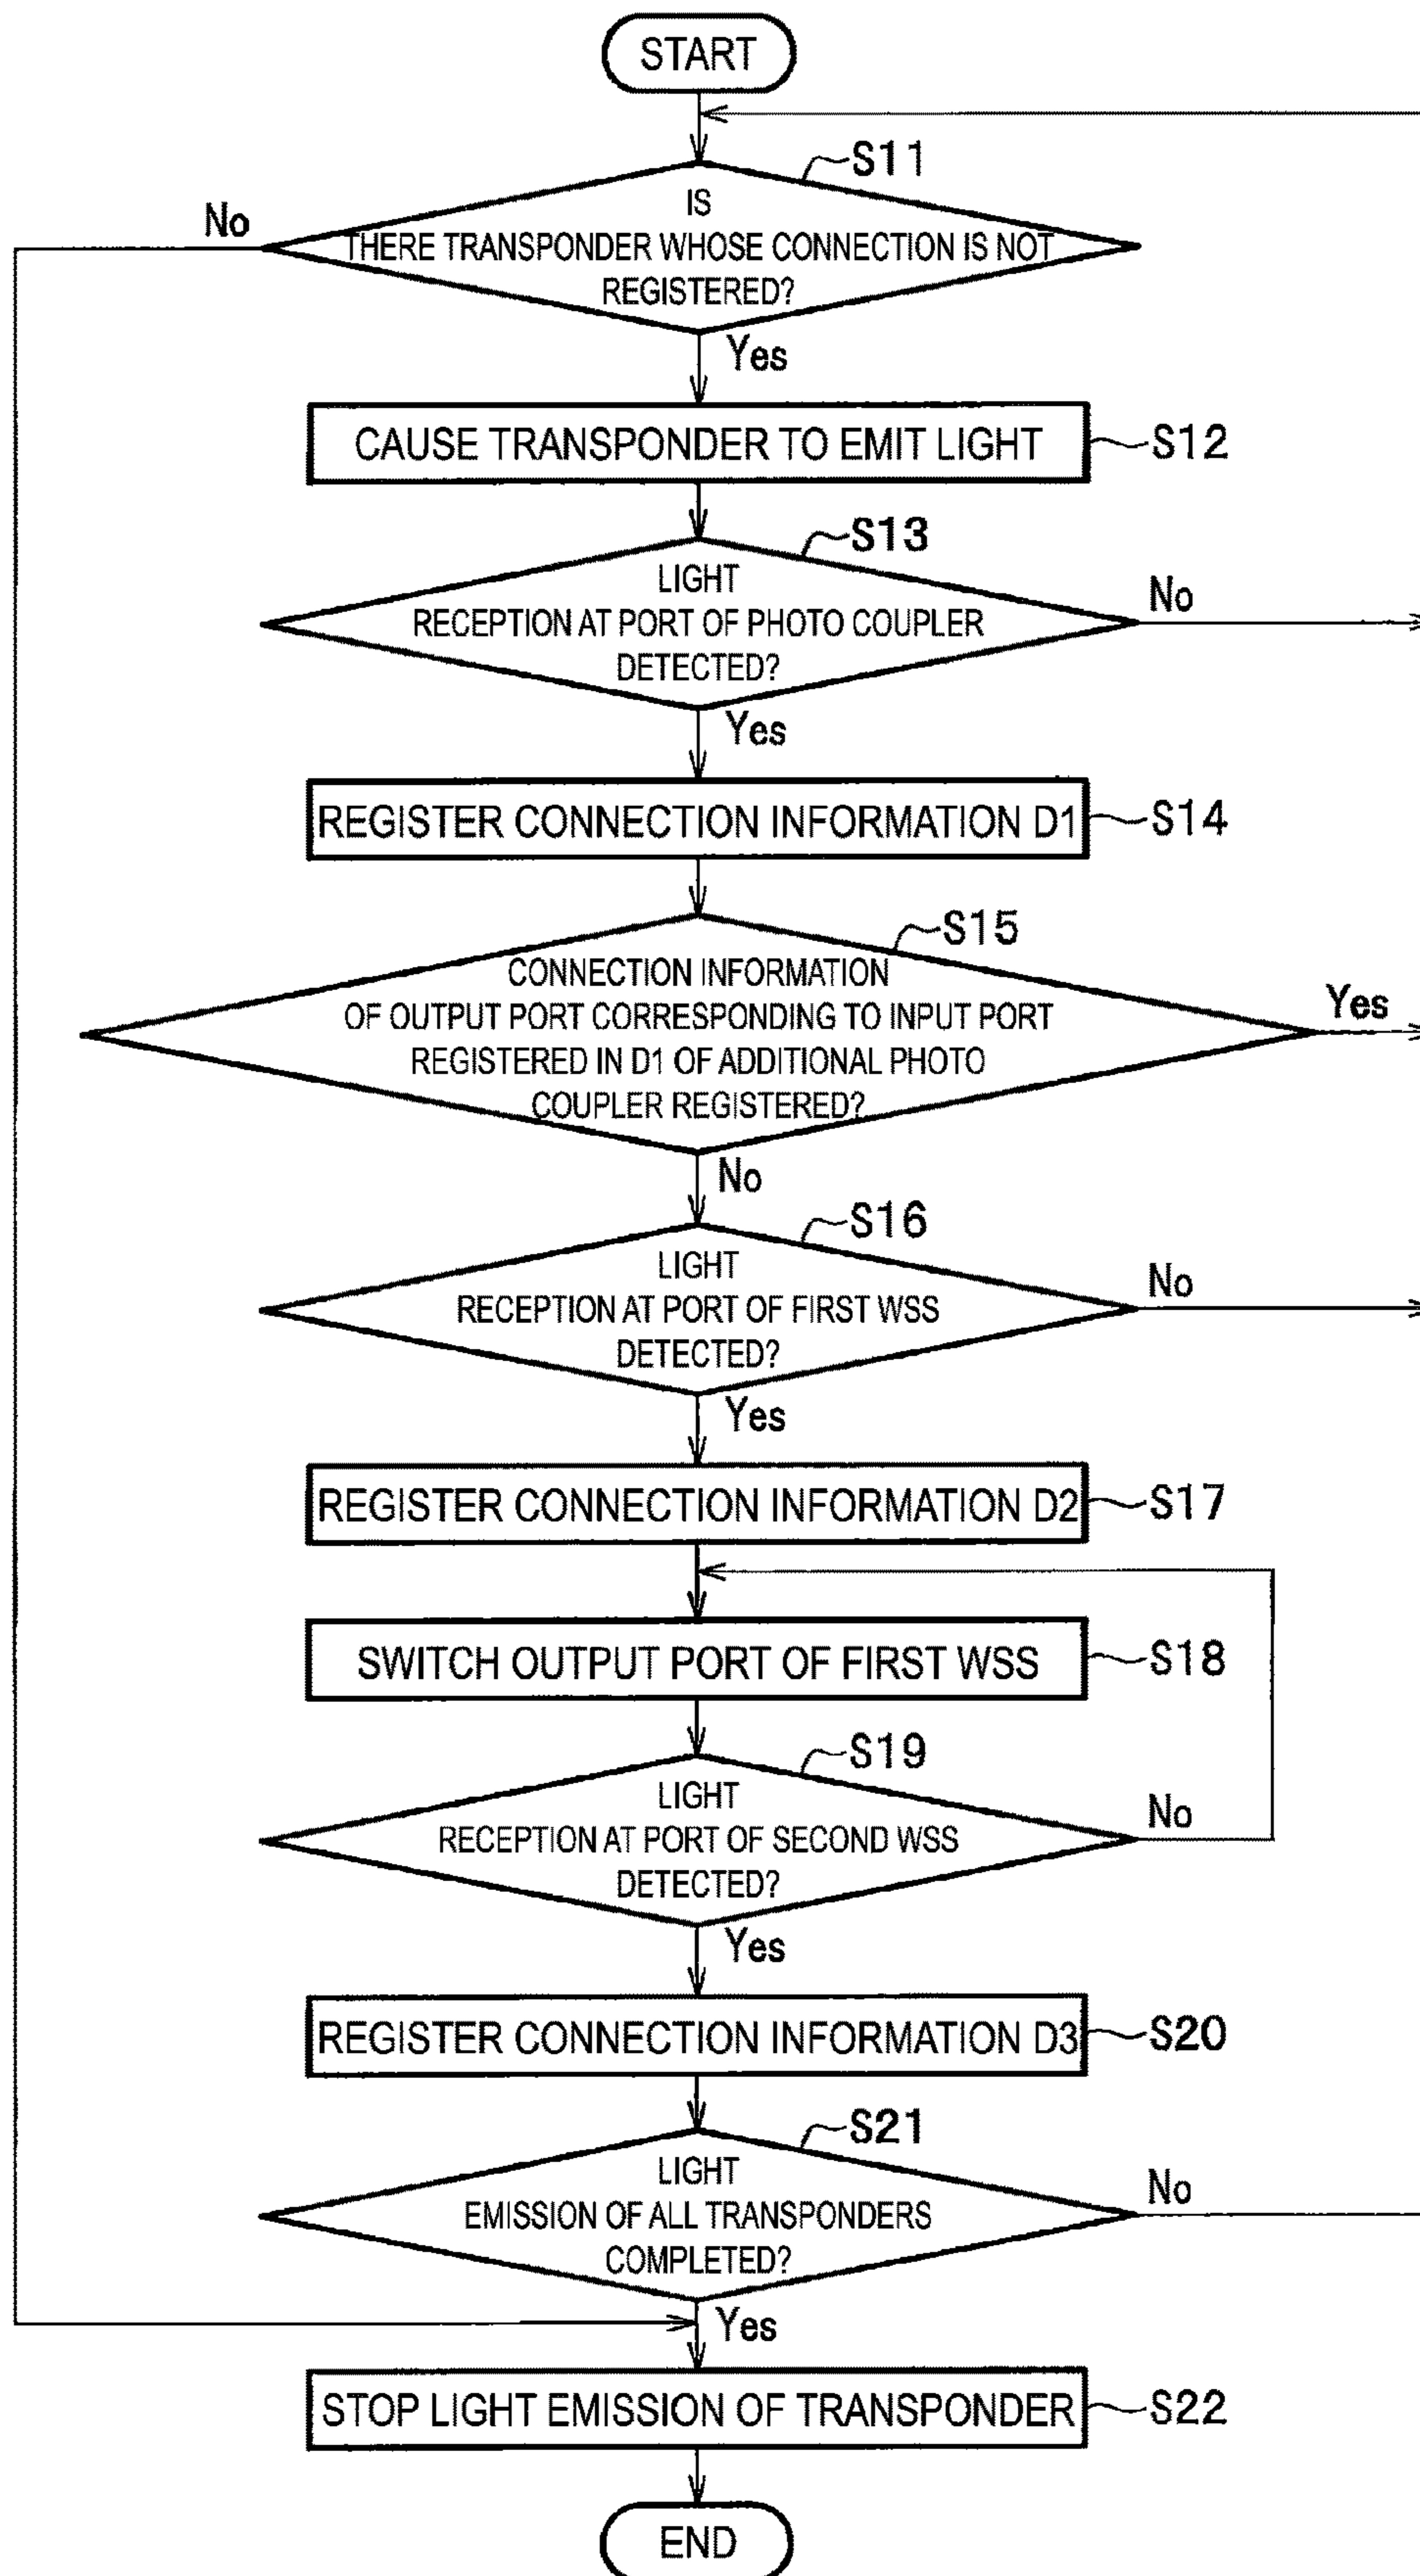 START
S11
No
IS
THERE TRANSPONDER WHOSE CONNECTION IS NOT
REGISTERED?
Yes
CAUSE TRANSPONDER TO EMIT LIGHT
S12
S13
LIGHT
RECEPTION AT PORT OF PHOTO COUPLER
DETECTED?
No
Yes
REGISTER CONNECTION INFORMATION D1
S14
S15
CONNECTION INFORMATION
OF OUTPUT PORT CORRESPONDING TO INPUT PORT
REGISTERED IN D1 OF ADDITIONAL PHOTO
COUPLER REGISTERED?
Yes
No
S16
LIGHT
RECEPTION AT PORT OF FIRST WSS
DETECTED?
No
Yes
REGISTER CONNECTION INFORMATION D2
S17
SWITCH OUTPUT PORT OF FIRST WSS
S18
S19
LIGHT
RECEPTION AT PORT OF SECOND WSS
DETECTED?
No
Yes
REGISTER CONNECTION INFORMATION D3
S20
S21
LIGHT
EMISSION OF ALL TRANSPONDERS
COMPLETED?
No
Yes
STOP LIGHT EMISSION OF TRANSPONDER
S22
END